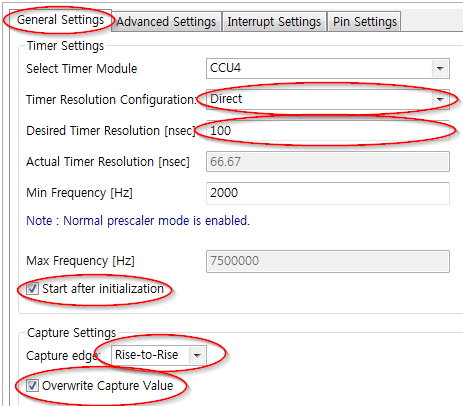 General Settings Advanced Settings Interrupt Settings Pin Settings
Timer Settings
Select Timer Module CCU4
Timer Resolution Configuration: Direct
Desired Timer Resolution [nsec] 100
Actual Timer Resolution [nsec] 66.67
Min Frequency [Hz] 2000
Note : Normal prescaler mode is enabled.
Max Frequency [Hz] 7500000
Start after initialization
Capture Settings
Capture edge: Rise-to-Rise
Overwrite Capture Value